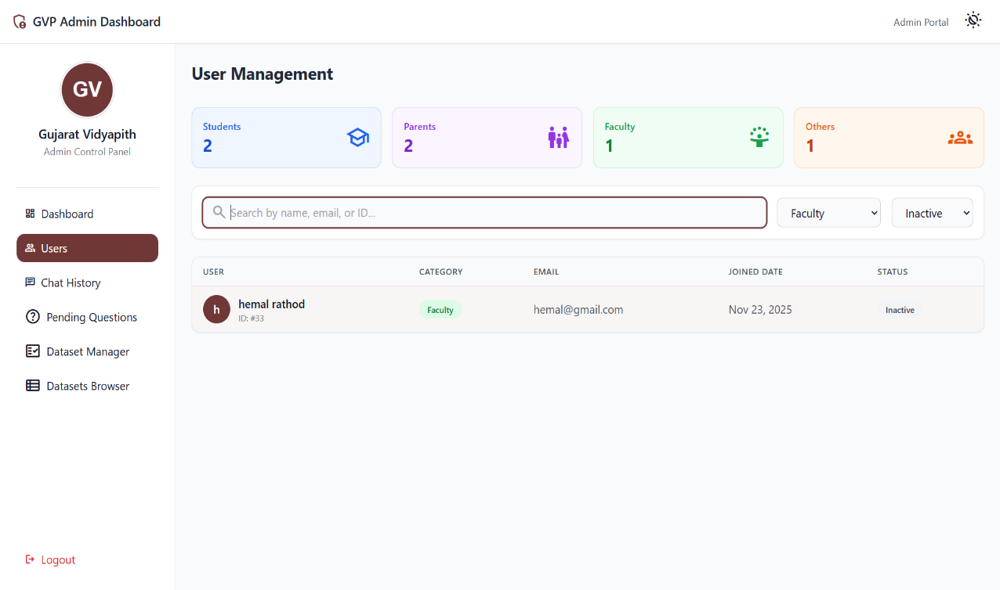 GVP Admin Dashboard
Admin Portal
GV
Gujarat Vidyapith
Admin Control Panel
Dashboard
Users
Chat History
Pending Questions
Dataset Manager
Datasets Browser
Logout
User Management
Students
2
Parents
2
Faculty
1
Others
1
Search by name, email, or ID...
Faculty
Inactive
USER CATEGORY EMAIL JOINED DATE STATUS
h
hemal rathod Faculty hemal@gmail.com Nov 23, 2025 Inactive
ID: #33